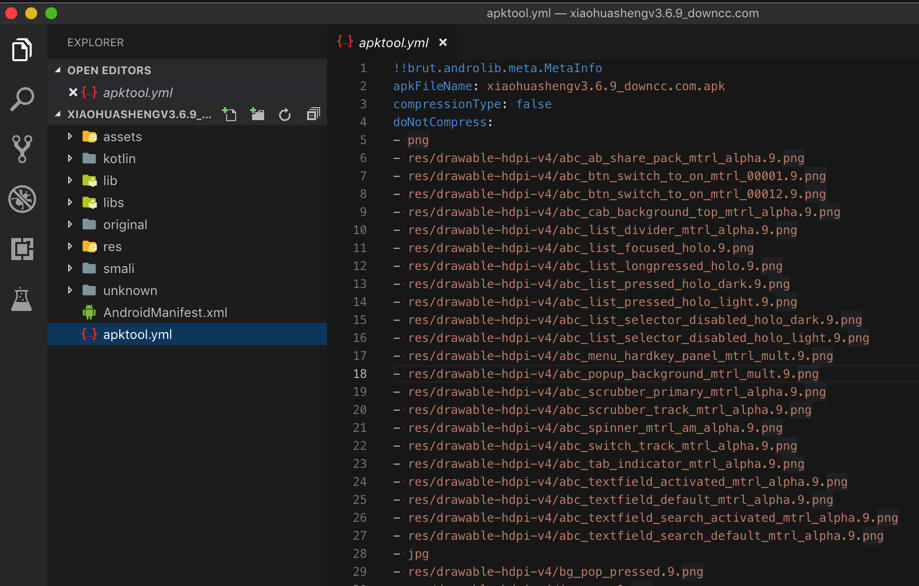 apktool.yml — xiaohuashengv3.6.9_downcc.com
EXPLORER
OPEN EDITORS
apktool.yml
XIAOHUASHENGV3.6.9_...
assets
kotlin
lib
libs
original
res
smali
unknown
AndroidManifest.xml
{..} apktool.yml
{..} apktool.yml ×
1 !!brut.androlib.meta.MetaInfo
2 apkFileName: xiaohuashengv3.6.9_downcc.com.apk
3 compressionType: false
4 doNotCompress:
5 - png
6 - res/drawable-hdpi-v4/abc_ab_share_pack_mtrl_alpha.9.png
7 - res/drawable-hdpi-v4/abc_btn_switch_to_on_mtrl_00001.9.png
8 - res/drawable-hdpi-v4/abc_btn_switch_to_on_mtrl_00012.9.png
9 - res/drawable-hdpi-v4/abc_cab_background_top_mtrl_alpha.9.png
10 - res/drawable-hdpi-v4/abc_list_divider_mtrl_alpha.9.png
11 - res/drawable-hdpi-v4/abc_list_focused_holo.9.png
12 - res/drawable-hdpi-v4/abc_list_longpressed_holo.9.png
13 - res/drawable-hdpi-v4/abc_list_pressed_holo_dark.9.png
14 - res/drawable-hdpi-v4/abc_list_pressed_holo_light.9.png
15 - res/drawable-hdpi-v4/abc_list_selector_disabled_holo_dark.9.png
16 - res/drawable-hdpi-v4/abc_list_selector_disabled_holo_light.9.png
17 - res/drawable-hdpi-v4/abc_menu_hardkey_panel_mtrl_mult.9.png
18 - res/drawable-hdpi-v4/abc_popup_background_mtrl_mult.9.png
19 - res/drawable-hdpi-v4/abc_scrubber_primary_mtrl_alpha.9.png
20 - res/drawable-hdpi-v4/abc_scrubber_track_mtrl_alpha.9.png
21 - res/drawable-hdpi-v4/abc_spinner_mtrl_am_alpha.9.png
22 - res/drawable-hdpi-v4/abc_switch_track_mtrl_alpha.9.png
23 - res/drawable-hdpi-v4/abc_tab_indicator_mtrl_alpha.9.png
24 - res/drawable-hdpi-v4/abc_textfield_activated_mtrl_alpha.9.png
25 - res/drawable-hdpi-v4/abc_textfield_default_mtrl_alpha.9.png
26 - res/drawable-hdpi-v4/abc_textfield_search_activated_mtrl_alpha.9.png
27 - res/drawable-hdpi-v4/abc_textfield_search_default_mtrl_alpha.9.png
28 - jpg
29 - res/drawable-hdpi-v4/bg_pop_pressed.9.png